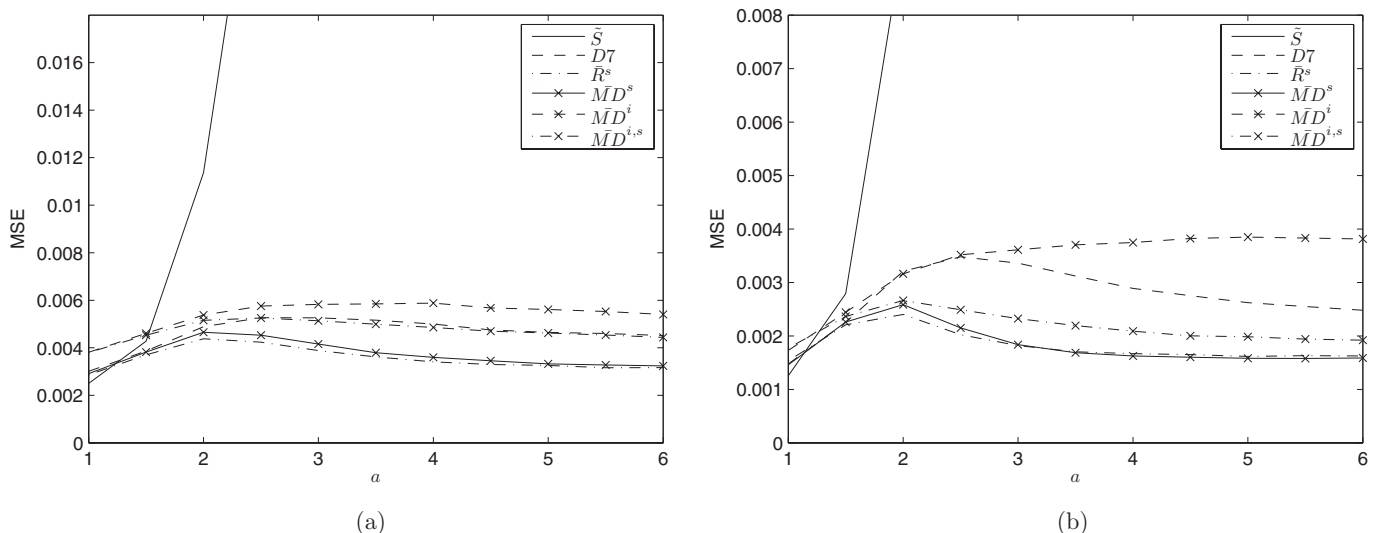 0.016
0.014
0.012
0.01
0.008
0.006
0.004
0.002
0
MSE
1 2 3 4 5 6
a
S̃
D7
R̄ˢ
M̄Dˢ
M̄Dⁱ
M̄Dⁱ,ˢ
(a)
0.008
0.007
0.006
0.005
0.004
0.003
0.002
0.001
0
MSE
1 2 3 4 5 6
a
S̃
D7
R̄ˢ
M̄Dˢ
M̄Dⁱ
M̄Dⁱ,ˢ
(b)